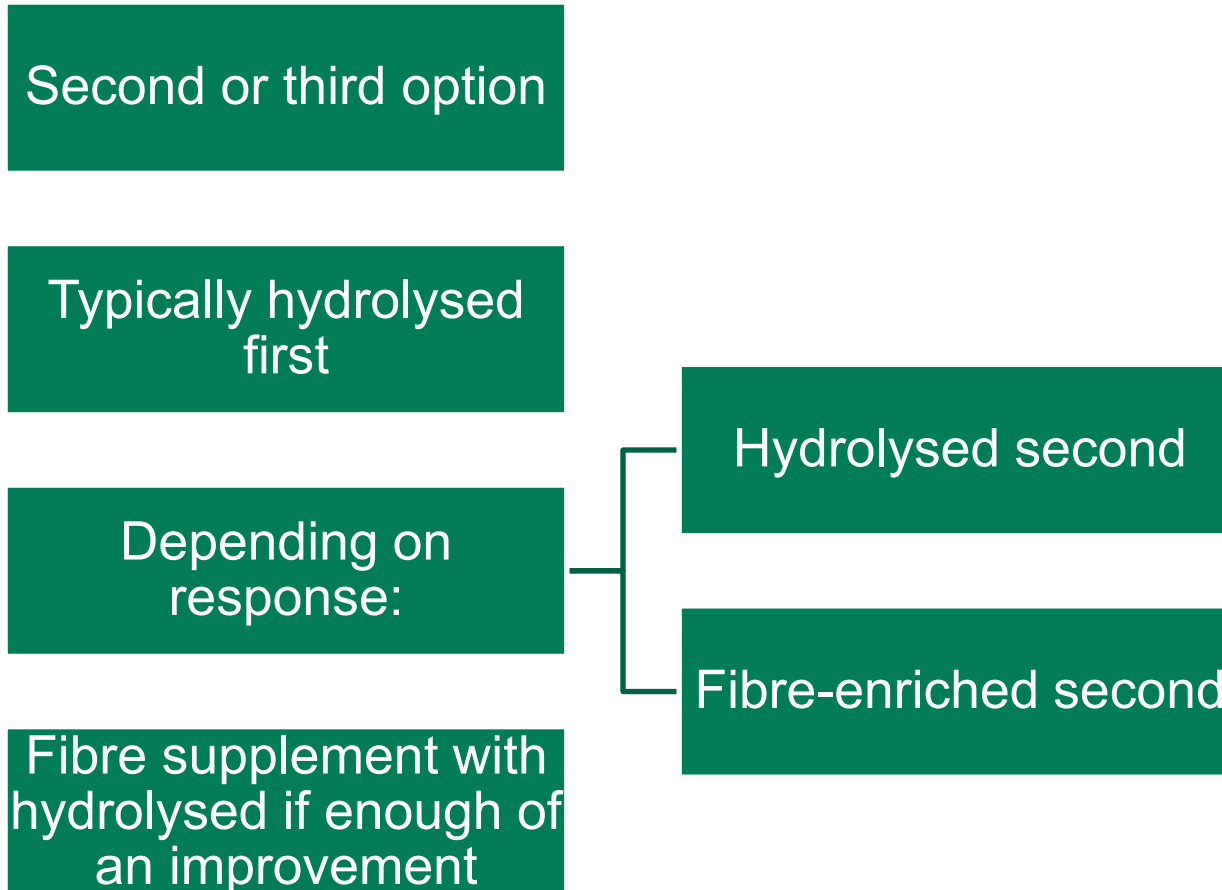 Second or third option
Typically hydrolysed
first
Depending on
response:
Hydrolysed second
Fibre-enriched second
Fibre supplement with
hydrolysed if enough of
an improvement